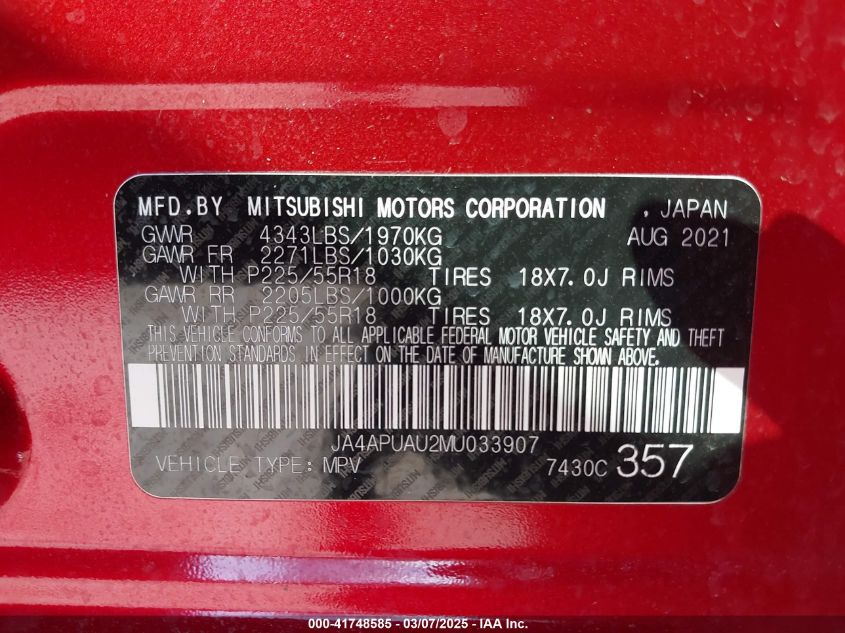 MFD.BY MITSUBISHI MOTORS CORPORATION , JAPAN
GVWR 4343LBS/1970KG AUG 2021
GAWR FR 2271LBS/1030KG
WITH P225/55R18 TIRES 18X7.0J RIMS
GAWR RR 2205LBS/1000KG
WITH P225/55R18 TIRES 18X7.0J RIMS
THIS VEHICLE CONFORMS TO ALL APPLICABLE FEDERAL MOTOR VEHICLE SAFETY AND THEFT
PREVENTION STANDARDS IN EFFECT ON THE DATE OF MANUFACTURE SHOWN ABOVE.
JA4APUAU2MU033907
VEHICLE TYPE: MPV 7430C 357
000-41748585 - 03/07/2025 - IAA Inc.